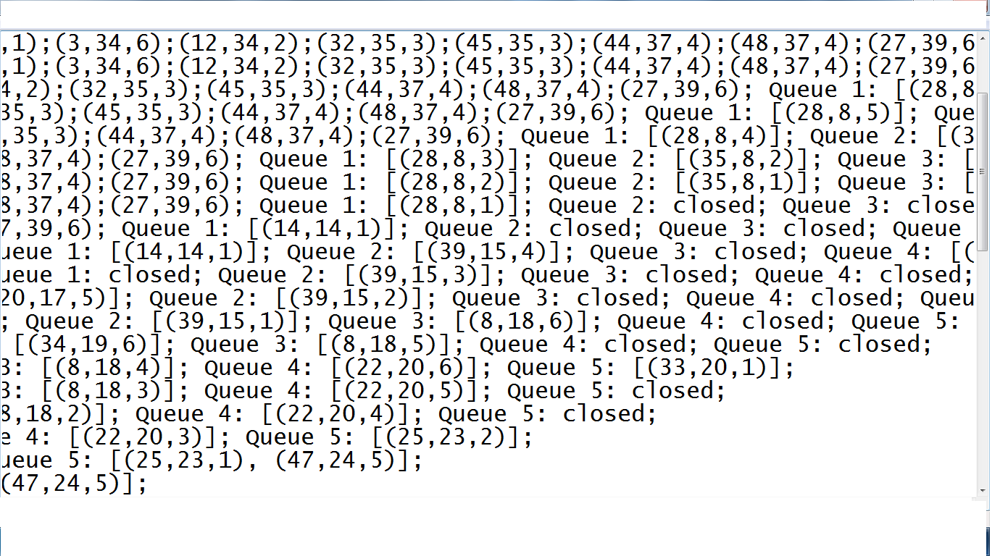 ,1);(3,34,6);(12,34,2);(32,35,3);(45,35,3);(44,37,4);(48,37,4);(27,39,6
,1);(3,34,6);(12,34,2);(32,35,3);(45,35,3);(44,37,4);(48,37,4);(27,39,6
4,2);(32,35,3);(45,35,3);(44,37,4);(48,37,4);(27,39,6); Queue 1: [(28,8
35,3);(45,35,3);(44,37,4);(48,37,4);(27,39,6); Queue 1: [(28,8,5)]; Que
,35,3);(44,37,4);(48,37,4);(27,39,6); Queue 1: [(28,8,4)]; Queue 2: [(3
8,37,4);(27,39,6); Queue 1: [(28,8,3)]; Queue 2: [(35,8,2)]; Queue 3: [
8,37,4);(27,39,6); Queue 1: [(28,8,2)]; Queue 2: [(35,8,1)]; Queue 3: [
8,37,4);(27,39,6); Queue 1: [(28,8,1)]; Queue 2: closed; Queue 3: close
7,39,6); Queue 1: [(14,14,1)]; Queue 2: closed; Queue 3: closed; Queue
ueue 1: [(14,14,1)]; Queue 2: [(39,15,4)]; Queue 3: closed; Queue 4: [(
ueue 1: closed; Queue 2: [(39,15,3)]; Queue 3: closed; Queue 4: closed;
20,17,5)]; Queue 2: [(39,15,2)]; Queue 3: closed; Queue 4: closed; Queu
; Queue 2: [(39,15,1)]; Queue 3: [(8,18,6)]; Queue 4: closed; Queue 5:
[(34,19,6)]; Queue 3: [(8,18,5)]; Queue 4: closed; Queue 5: closed;
3: [(8,18,4)]; Queue 4: [(22,20,6)]; Queue 5: [(33,20,1)];
3: [(8,18,3)]; Queue 4: [(22,20,5)]; Queue 5: closed;
8,18,2)]; Queue 4: [(22,20,4)]; Queue 5: closed;
e 4: [(22,20,3)]; Queue 5: [(25,23,2)];
ueue 5: [(25,23,1), (47,24,5)];
(47,24,5)];